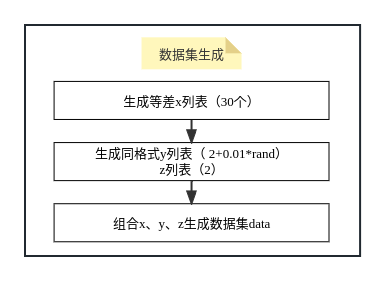 数据集生成
生成等差x列表（30个）
生成同格式y列表（ 2+0.01*rand）
z列表（2）
组合x、y、z生成数据集data